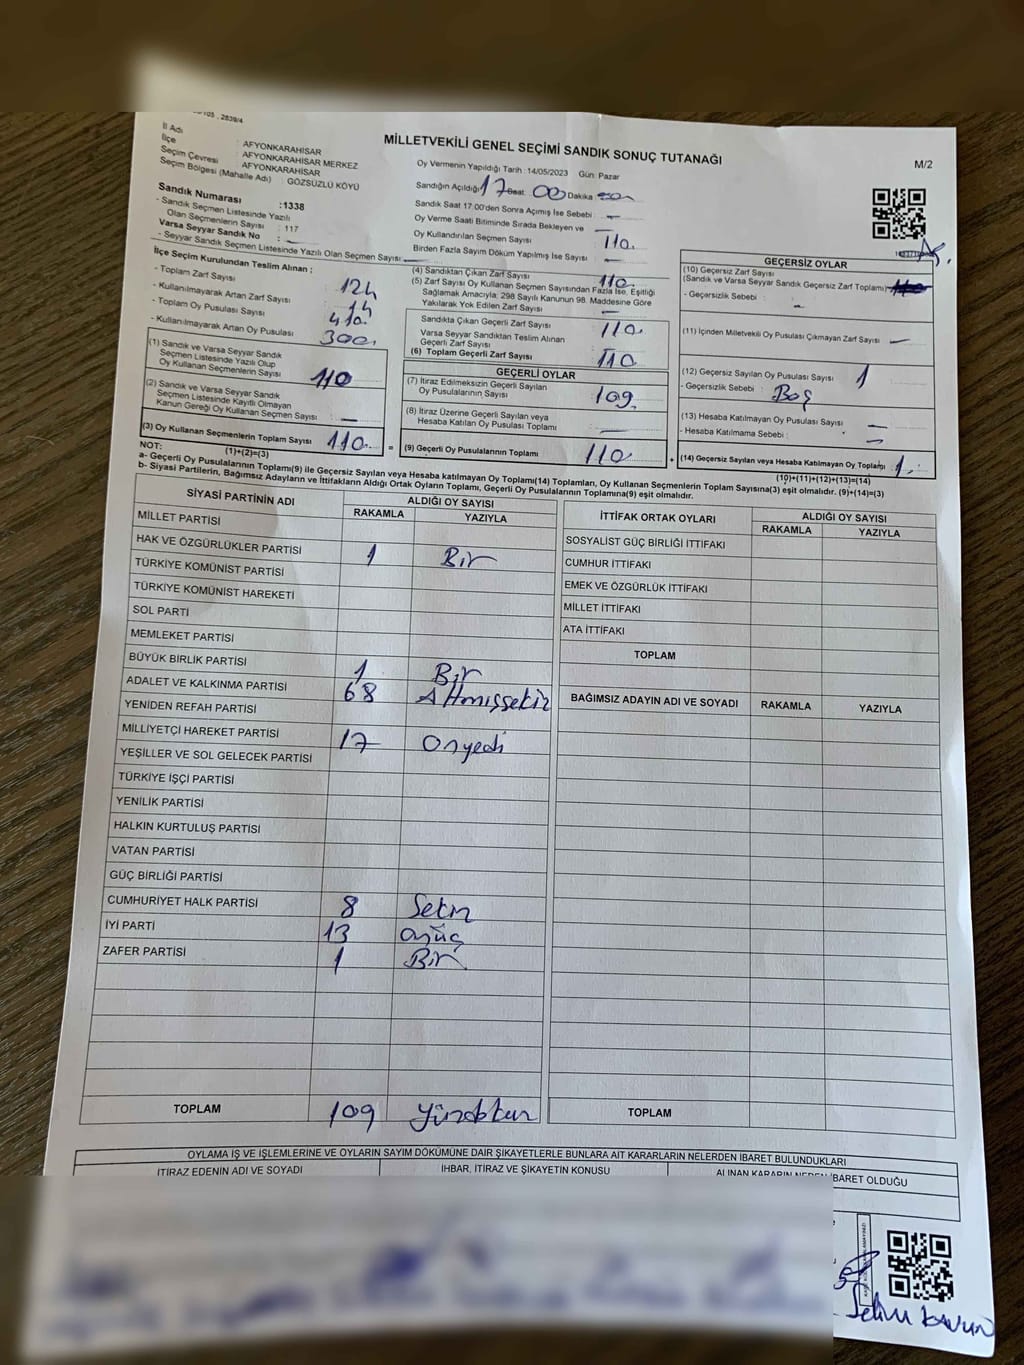 MİLLETVEKİLİ GENEL SEÇİMİ SANDIK SONUÇ TUTANAĞI
M/2
İl Adı : AFYONKARAHİSAR
İlçe : AFYONKARAHİSAR MERKEZ
Seçim Çevresi : AFYONKARAHİSAR
Seçim Bölgesi (Mahalle Adı) : GÖZSÜZLÜ KÖYÜ
Sandık Numarası :1338
- Sandık Seçmen Listesinde Yazılı
Olan Seçmenlerin Sayısı : 117
Varsa Seyyar Sandık No :
- Seyyar Sandık Seçmen Listesinde Yazılı Olan Seçmen Sayısı
Oy Vermenin Yapıldığı Tarih : 14/05/2023 Gün: Pazar
Sandığın Açıldığı 17 Saat 00 Dakika
Sandık Saat 17:00'den Sonra Açımış İse Sebebi : -
Oy Verme Saati Bitiminde Sırada Bekleyen ve
Oy Kullandırılan Seçmen Sayısı 110
Birden Fazla Sayım Döküm Yapılmış İse Sayısı : -
İlçe Seçim Kurulundan Teslim Alınan ;
- Toplam Zarf Sayısı : 124
- Kullanılmayarak Artan Zarf Sayısı : 14
- Toplam Oy Pusulası Sayısı : 410
- Kullanılmayarak Artan Oy Pusulası 300
(1) Sandık ve Varsa Seyyar Sandık
Seçmen Listesinde Yazılı Olup
Oy Kullanan Seçmenlerin Sayısı 110
(2) Sandık ve Varsa Seyyar Sandık
Seçmen Listesinde Kayıtlı Olmayan
Kanun Gereği Oy Kullanan Seçmen Sayısı : -
(3) Oy Kullanan Seçmenlerin Toplam Sayısı 110
(1)+(2)=(3)
(4) Sandıktan Çıkan Zarf Sayısı 110
(5) Zarf Sayısı Oy Kullanan Seçmen Sayısından Fazla İse, Eşitliği
Sağlamak Amacıyla; 298 Sayılı Kanunun 98. Maddesine Göre
Yakılarak Yok Edilen Zarf Sayısı -
Sandıkta Çıkan Geçerli Zarf Sayısı 110
Varsa Seyyar Sandıktan Teslim Alınan
Geçerli Zarf Sayısı -
(6) Toplam Geçerli Zarf Sayısı 110
GEÇERLİ OYLAR
(7) İtiraz Edilmeksizin Geçerli Sayılan
Oy Pusulalarının Sayısı 109
(8) İtiraz Üzerine Geçerli Sayılan veya
Hesaba Katılan Oy Pusulası Toplamı -
= (9) Geçerli Oy Pusulalarının Toplamı 110
GEÇERSİZ OYLAR
(10) Geçersiz Zarf Sayısı
(Sandık ve Varsa Seyyar Sandık Geçersiz Zarf Toplamı)
- Geçersizlik Sebebi : -
(11) İçinden Milletvekili Oy Pusulası Çıkmayan Zarf Sayısı -
(12) Geçersiz Sayılan Oy Pusulası Sayısı 1
- Geçersizlik Sebebi : Boş
(13) Hesaba Katılmayan Oy Pusulası Sayısı -
- Hesaba Katılmama Sebebi : -
+ (14) Geçersiz Sayılan veya Hesaba Katılmayan Oy Toplamı 1
(10)+(11)+(12)+(13)=(14)
NOT:
a- Geçerli Oy Pusulalarının Toplamı(9) ile Geçersiz Sayılan veya Hesaba katılmayan Oy Toplamı(14) Toplamları, Oy Kullanan Seçmenlerin Toplam Sayısına(3) eşit olmalıdır. (9)+(14)=(3)
b- Siyasi Partilerin, Bağımsız Adayların ve İttifakların Aldığı Ortak Oyların Toplamı, Geçerli Oy Pusulalarının Toplamına(9) eşit olmalıdır.
SİYASİ PARTİNİN ADI ALDIĞI OY SAYISI
RAKAMLA YAZIYLA
MİLLET PARTİSİ
HAK VE ÖZGÜRLÜKLER PARTİSİ 1 Bir
TÜRKİYE KOMÜNİST PARTİSİ
TÜRKİYE KOMÜNİST HAREKETİ
SOL PARTİ
MEMLEKET PARTİSİ
BÜYÜK BİRLİK PARTİSİ 1 Bir
ADALET VE KALKINMA PARTİSİ 68 Altmışsekiz
YENİDEN REFAH PARTİSİ
MİLLİYETÇİ HAREKET PARTİSİ 17 Onyedi
YEŞİLLER VE SOL GELECEK PARTİSİ
TÜRKİYE İŞÇİ PARTİSİ
YENİLİK PARTİSİ
HALKIN KURTULUŞ PARTİSİ
VATAN PARTİSİ
GÜÇ BİRLİĞİ PARTİSİ
CUMHURİYET HALK PARTİSİ 8 Sekiz
İYİ PARTİ 13 onüç
ZAFER PARTİSİ 1 Bir
TOPLAM 109 Yüzdokuz
İTTİFAK ORTAK OYLARI ALDIĞI OY SAYISI
RAKAMLA YAZIYLA
SOSYALİST GÜÇ BİRLİĞİ İTTİFAKI
CUMHUR İTTİFAKI
EMEK VE ÖZGÜRLÜK İTTİFAKI
MİLLET İTTİFAKI
ATA İTTİFAKI
TOPLAM
BAĞIMSIZ ADAYIN ADI VE SOYADI RAKAMLA YAZIYLA
TOPLAM
OYLAMA İŞ VE İŞLEMLERİNE VE OYLARIN SAYIM DÖKÜMÜNE DAİR ŞİKAYETLERLE BUNLARA AİT KARARLARIN NELERDEN İBARET BULUNDUKLARI
İTİRAZ EDENİN ADI VE SOYADI İHBAR, İTİRAZ VE ŞİKAYETİN KONUSU ALINAN KARARIN NEDEN İBARET OLDUĞU
Selim